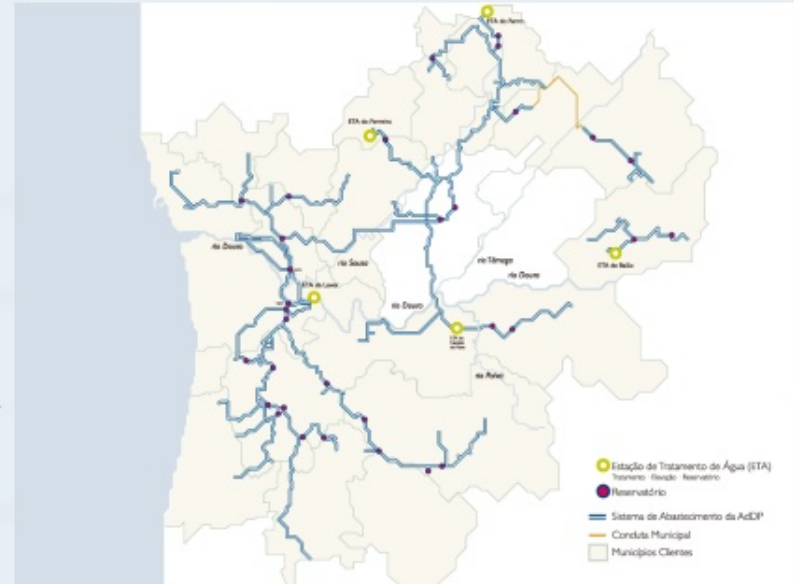 ETA do Ferro
ETA do Ferreira
rio Douro
rio Sousa
rio Tâmega
rio Douro
ETA de Baião
ETA de Lever
rio Douro
rio Paiva
Estação de Tratamento de Água (ETA)
Tratamento Elevação Reservatório
Reservatório
Sistema de Abastecimento da AdDP
Conduta Municipal
Municípios Clientes